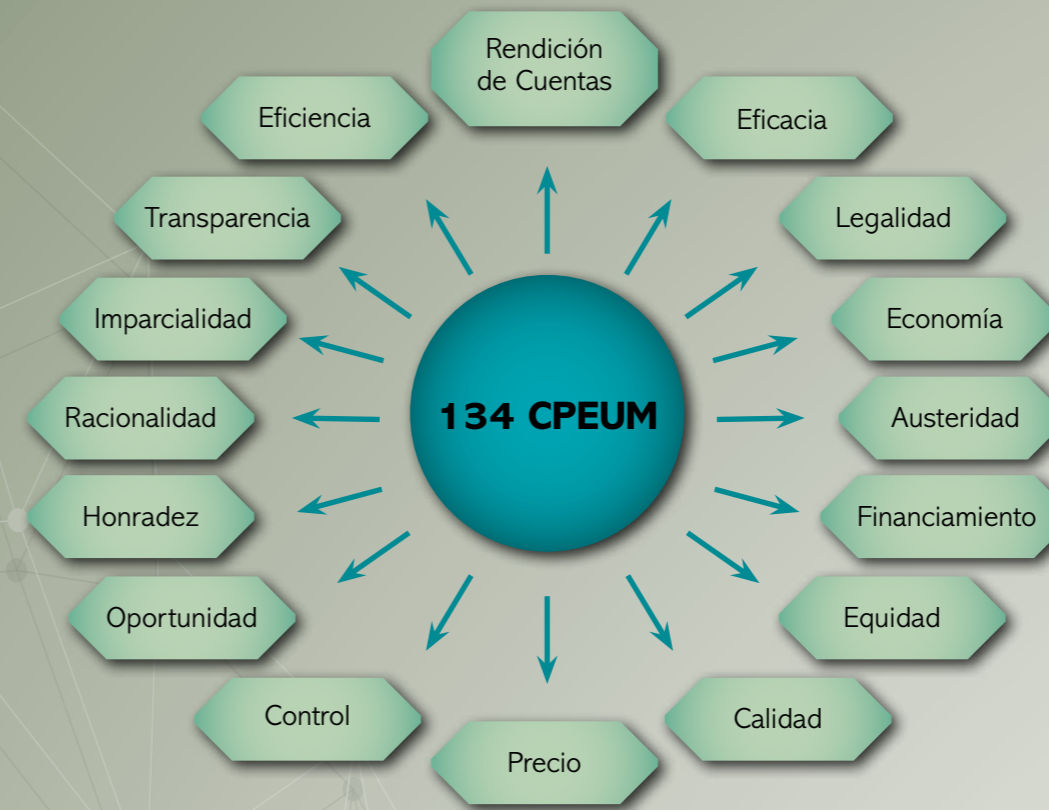 Rendición
de Cuentas
Eficiencia
Eficacia
Transparencia
Legalidad
Imparcialidad
Economía
Racionalidad
134 CPEUM
Austeridad
Honradez
Financiamiento
Oportunidad
Equidad
Control
Calidad
Precio